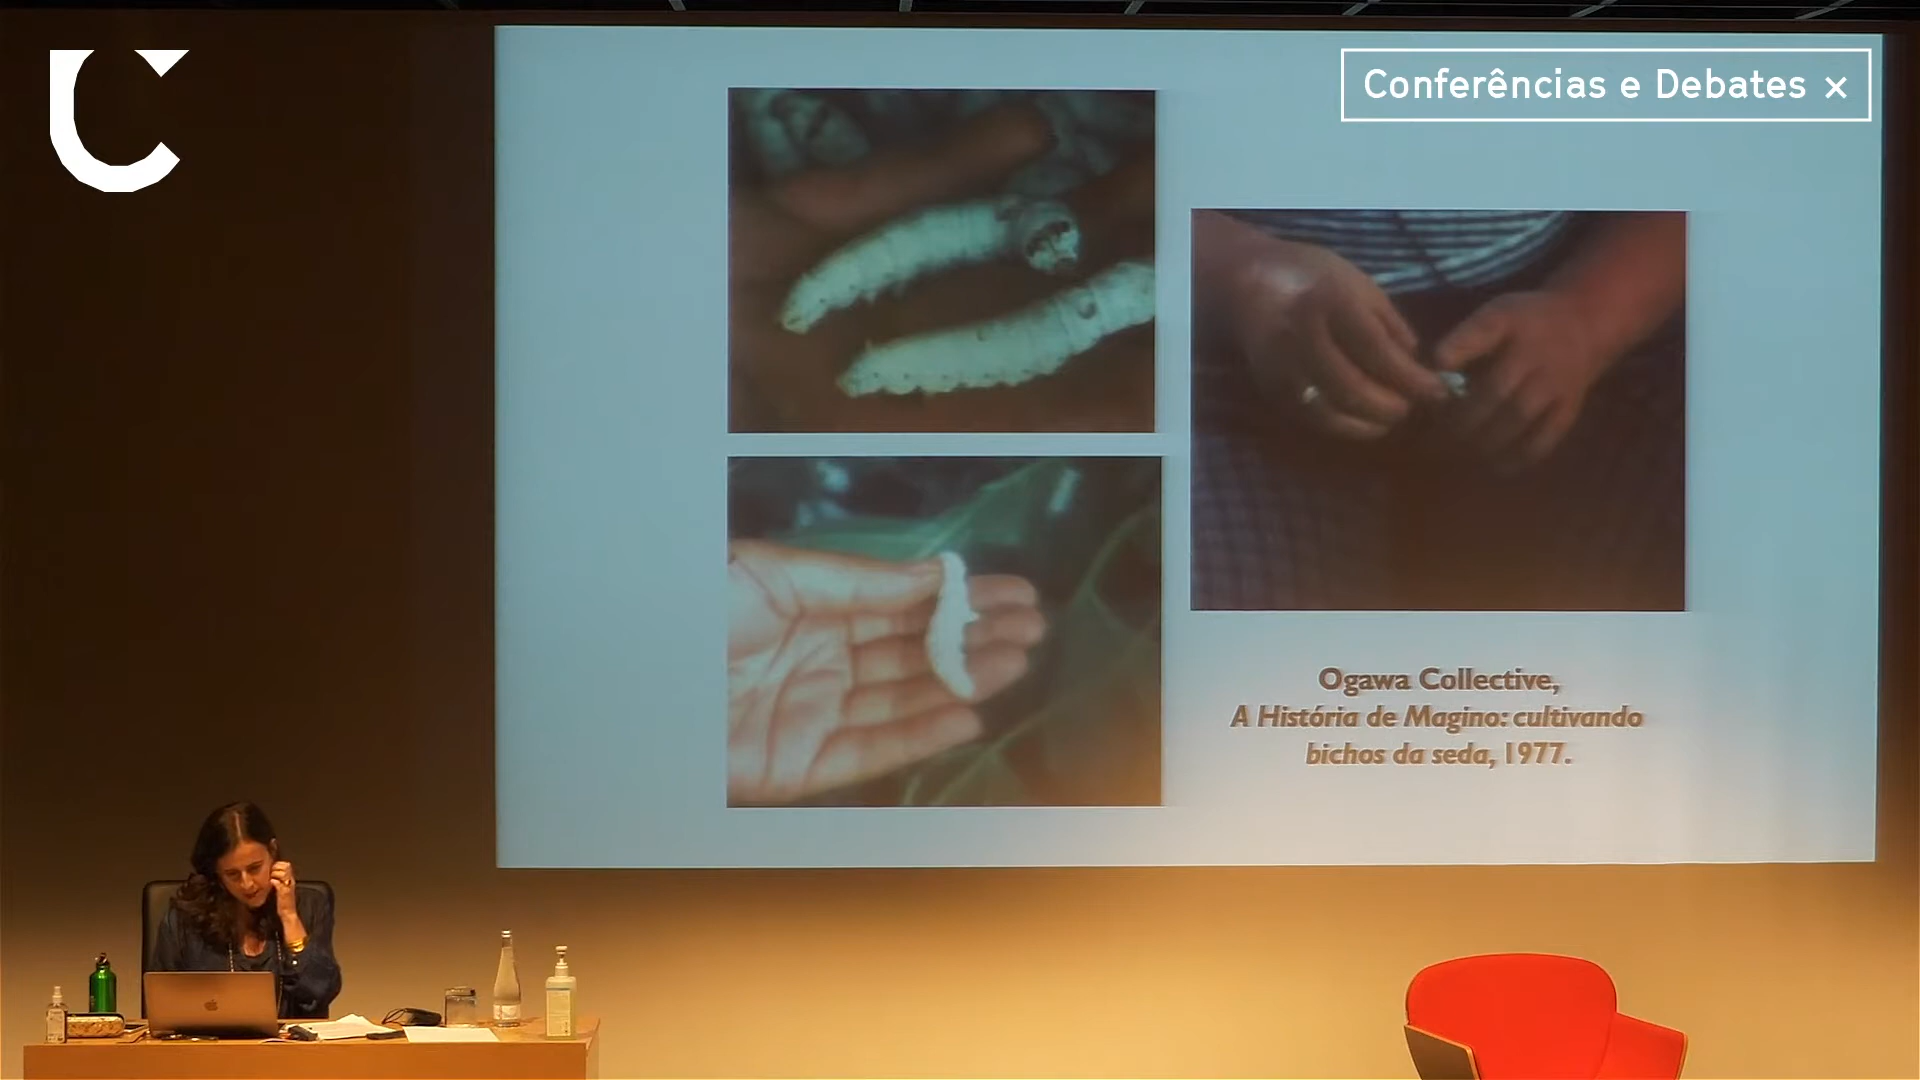 Conferências e Debates ×
Ogawa Collective,
A História de Magino: cultivando
bichos da seda, 1977.